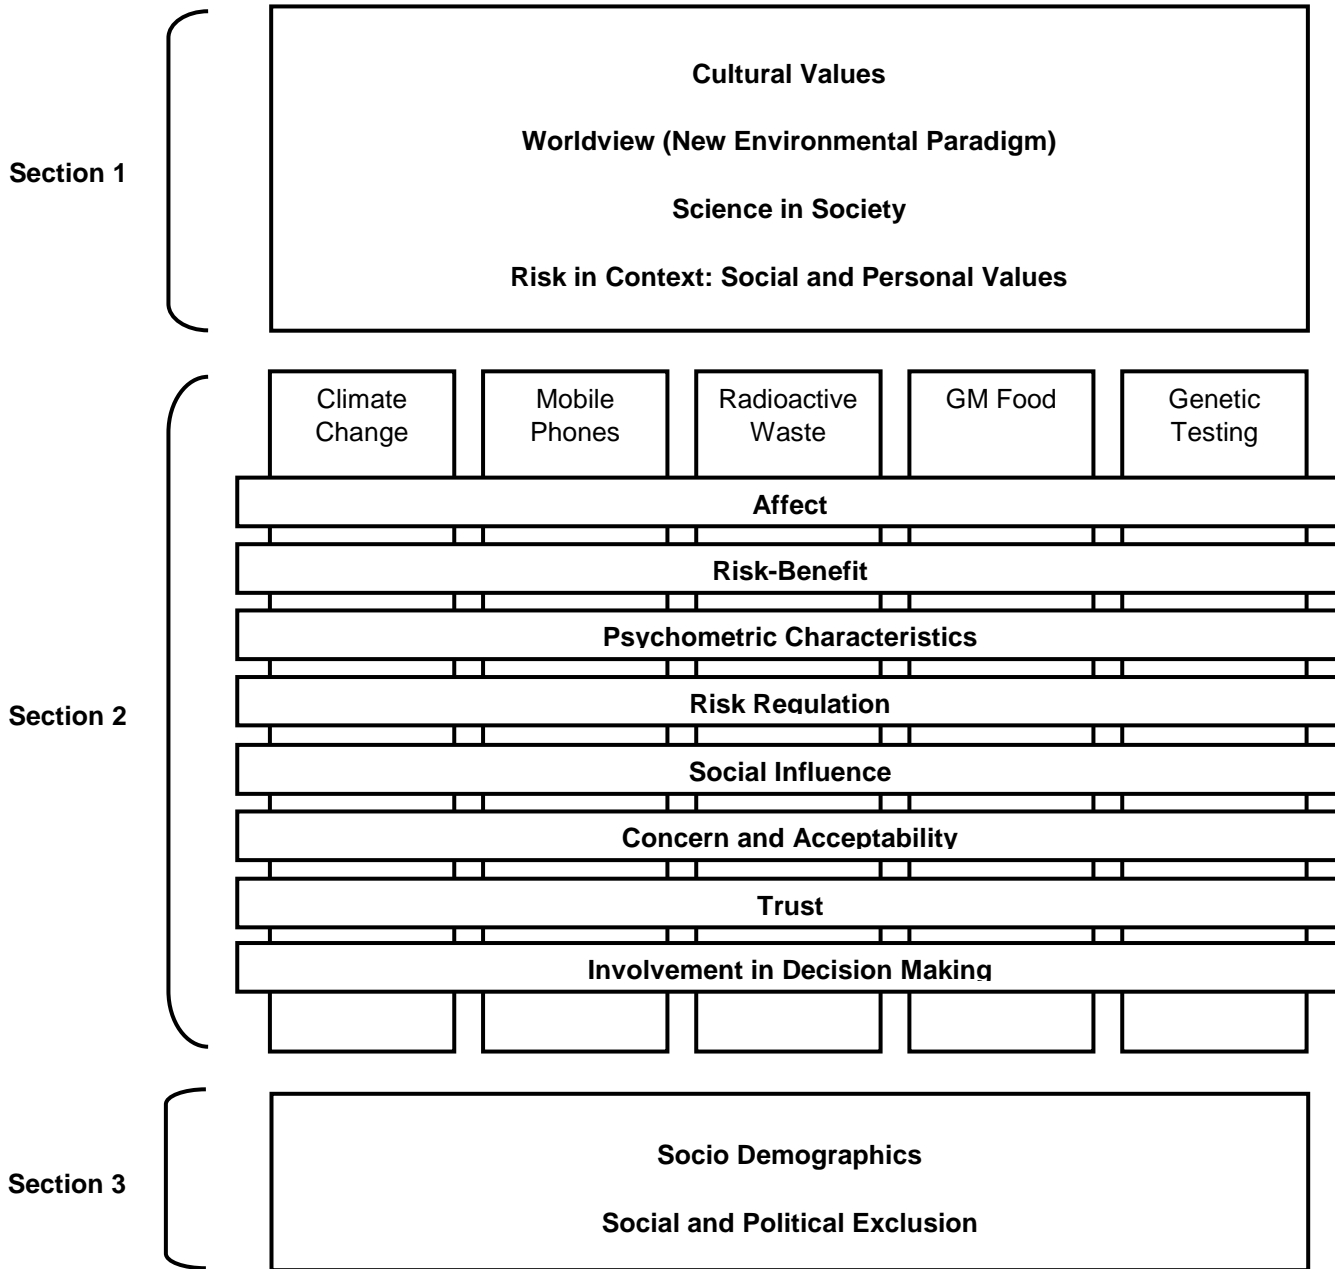 Section 1
Cultural Values
Worldview (New Environmental Paradigm)
Science in Society
Risk in Context: Social and Personal Values
Section 2
Climate
Change
Mobile
Phones
Radioactive
Waste
GM Food
Genetic
Testing
Affect
Risk-Benefit
Psychometric Characteristics
Risk Regulation
Social Influence
Concern and Acceptability
Trust
Involvement in Decision Making
Section 3
Socio Demographics
Social and Political Exclusion